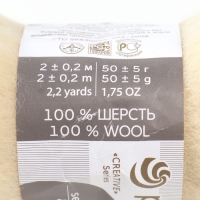 2 ± 0,2 м 50 ± 5 г
2 ± 0,2 m 50 ± 5 g
2,2 yards 1,75 OZ
100 % ШЕРСТЬ
100 % WOOL
«CREATIVE»